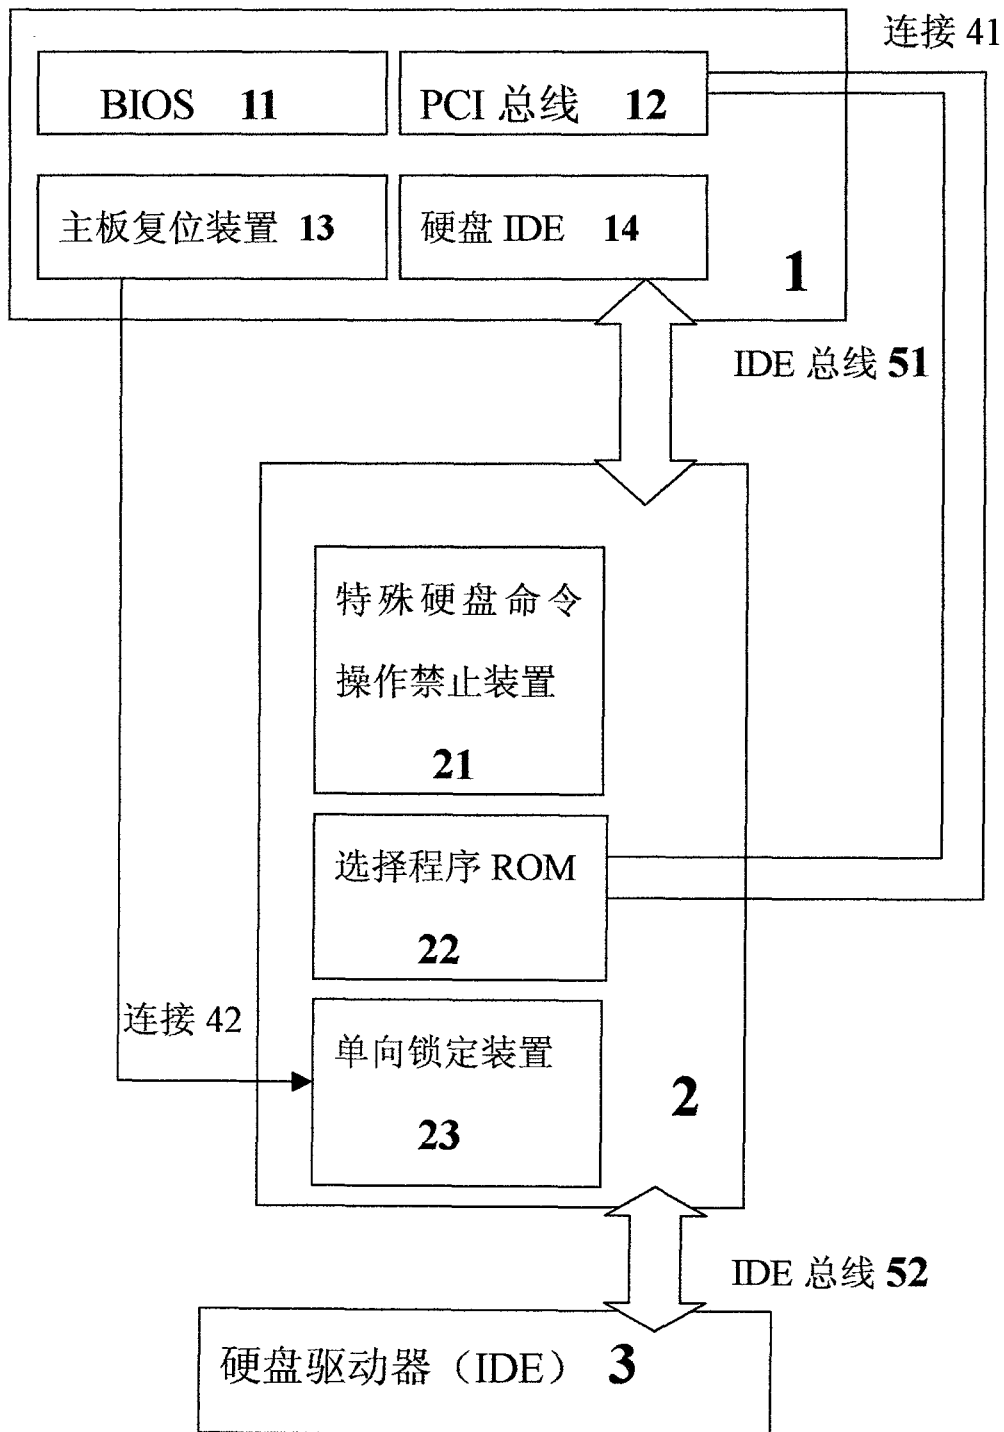 连接 41
BIOS 11
PCI 总线 12
主板复位装置 13
硬盘 IDE 14
1
IDE 总线 51
特殊硬盘命令
操作禁止装置
21
选择程序 ROM
22
连接 42
单向锁定装置
23
2
IDE 总线 52
硬盘驱动器（IDE） 3